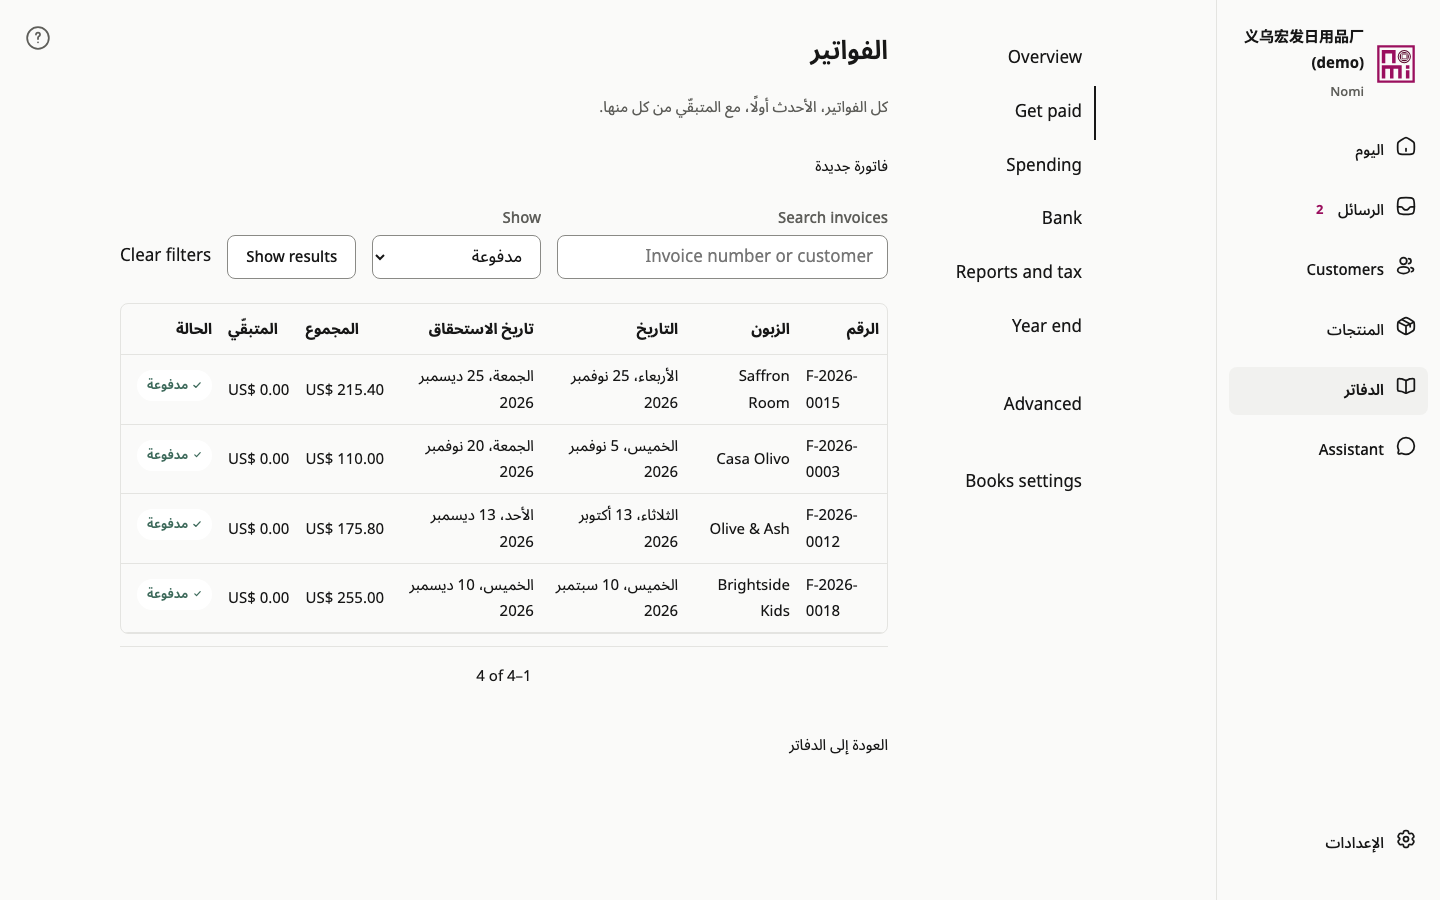 义乌宏发日用品厂
(demo)
Nomi
اليوم
الرسائل 2
Customers
المنتجات
الدفاتر
Assistant
الإعدادات
Overview
Get paid
Spending
Bank
Reports and tax
Year end
Advanced
Books settings
الفواتير
كل الفواتير، الأحدث أولًا، مع المتبقّي من كل منها.
فاتورة جديدة
Search invoices
Show
Invoice number or customer
مدفوعة
Show results
Clear filters
الرقم الزبون التاريخ تاريخ الاستحقاق المجموع المتبقّي الحالة
F-2026-0015 Saffron Room الأربعاء، 25 نوفمبر 2026 الجمعة، 25 ديسمبر 2026 US$ 215.40 US$ 0.00 مدفوعة
F-2026-0003 Casa Olivo الخميس، 5 نوفمبر 2026 الجمعة، 20 نوفمبر 2026 US$ 110.00 US$ 0.00 مدفوعة
F-2026-0012 Olive & Ash الثلاثاء، 13 أكتوبر 2026 الأحد، 13 ديسمبر 2026 US$ 175.80 US$ 0.00 مدفوعة
F-2026-0018 Brightside Kids الخميس، 10 سبتمبر 2026 الخميس، 10 ديسمبر 2026 US$ 255.00 US$ 0.00 مدفوعة
4 of 4–1
العودة إلى الدفاتر